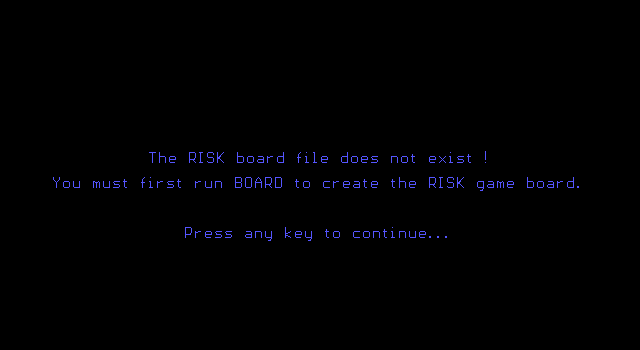 The RISK board file does not exist !
You must first run BOARD to create the RISK game board.
Press any key to continue...